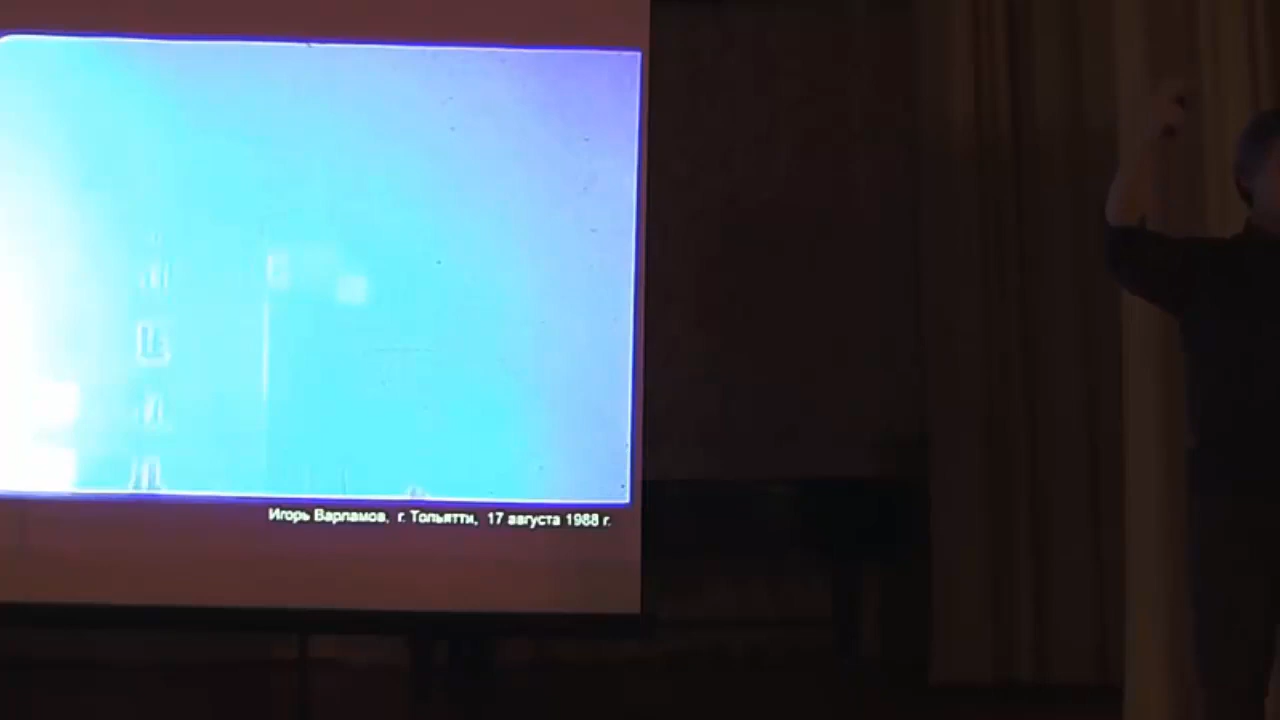 Игорь Варламов, г. Тольятти, 17 августа 1988 г.